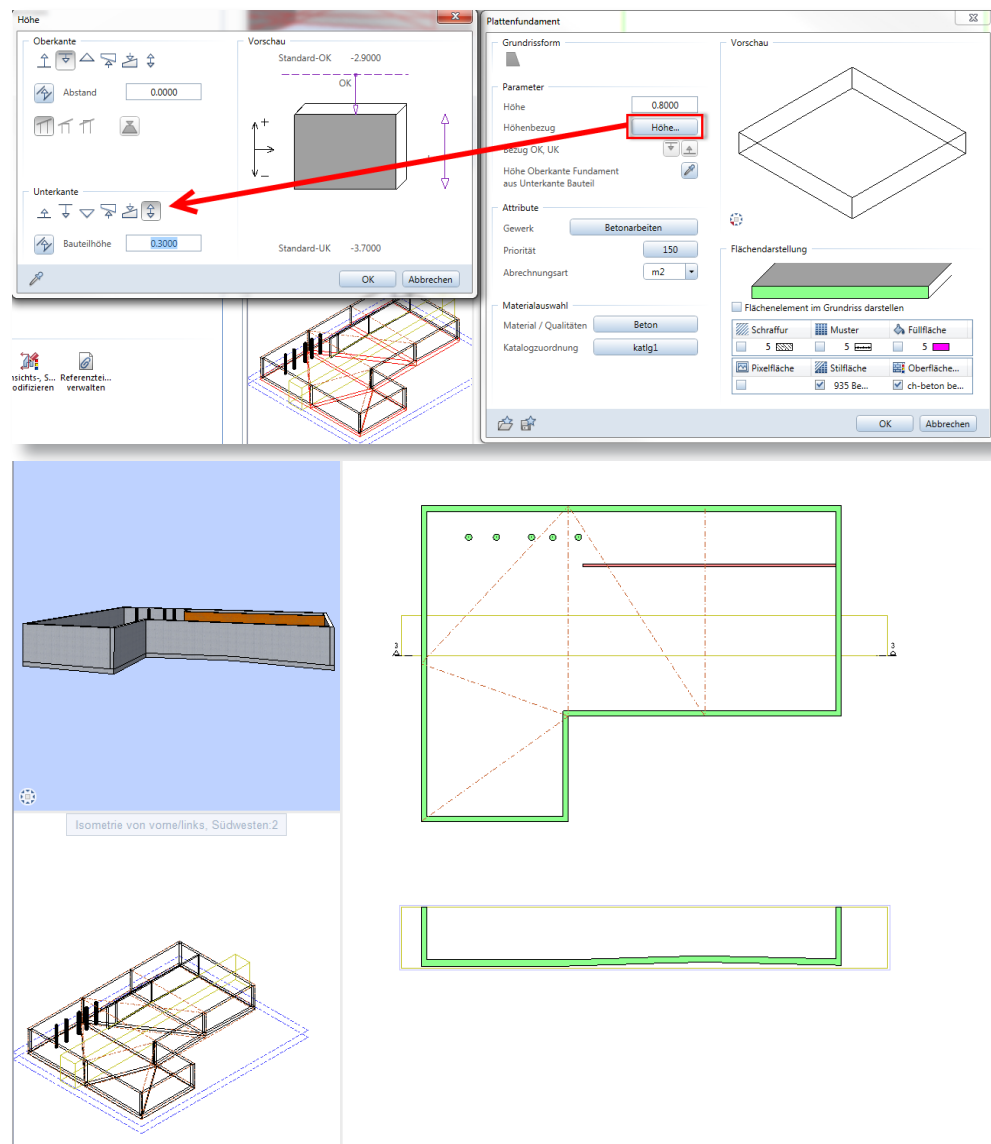 Höhe
Oberkante
Abstand
0.0000
Unterkante
Bauteilhöhe
0.3000
Vorschau
Standard-OK -2.9000
OK
+
−
Standard-UK -3.7000
OK
Abbrechen
Plattenfundament
Grundrissform
Parameter
Höhe
0.8000
Höhenbezug
Höhe...
Bezug OK, UK
Höhe Oberkante Fundament
aus Unterkante Bauteil
Attribute
Gewerk
Betonarbeiten
Priorität
150
Abrechnungsart
m2
Materialauswahl
Material / Qualitäten
Beton
Katalogzuordnung
katlg1
Vorschau
Flächendarstellung
Flächenelement im Grundriss darstellen
Schraffur Muster Füllfläche
5 5 5
Pixelfläche Stilfläche Oberfläche...
935 Be... ch-beton be...
OK
Abbrechen
nsichts-, S... Referenztei...
odifizieren verwalten
3 3
Isometrie von vorne/links, Südwesten:2